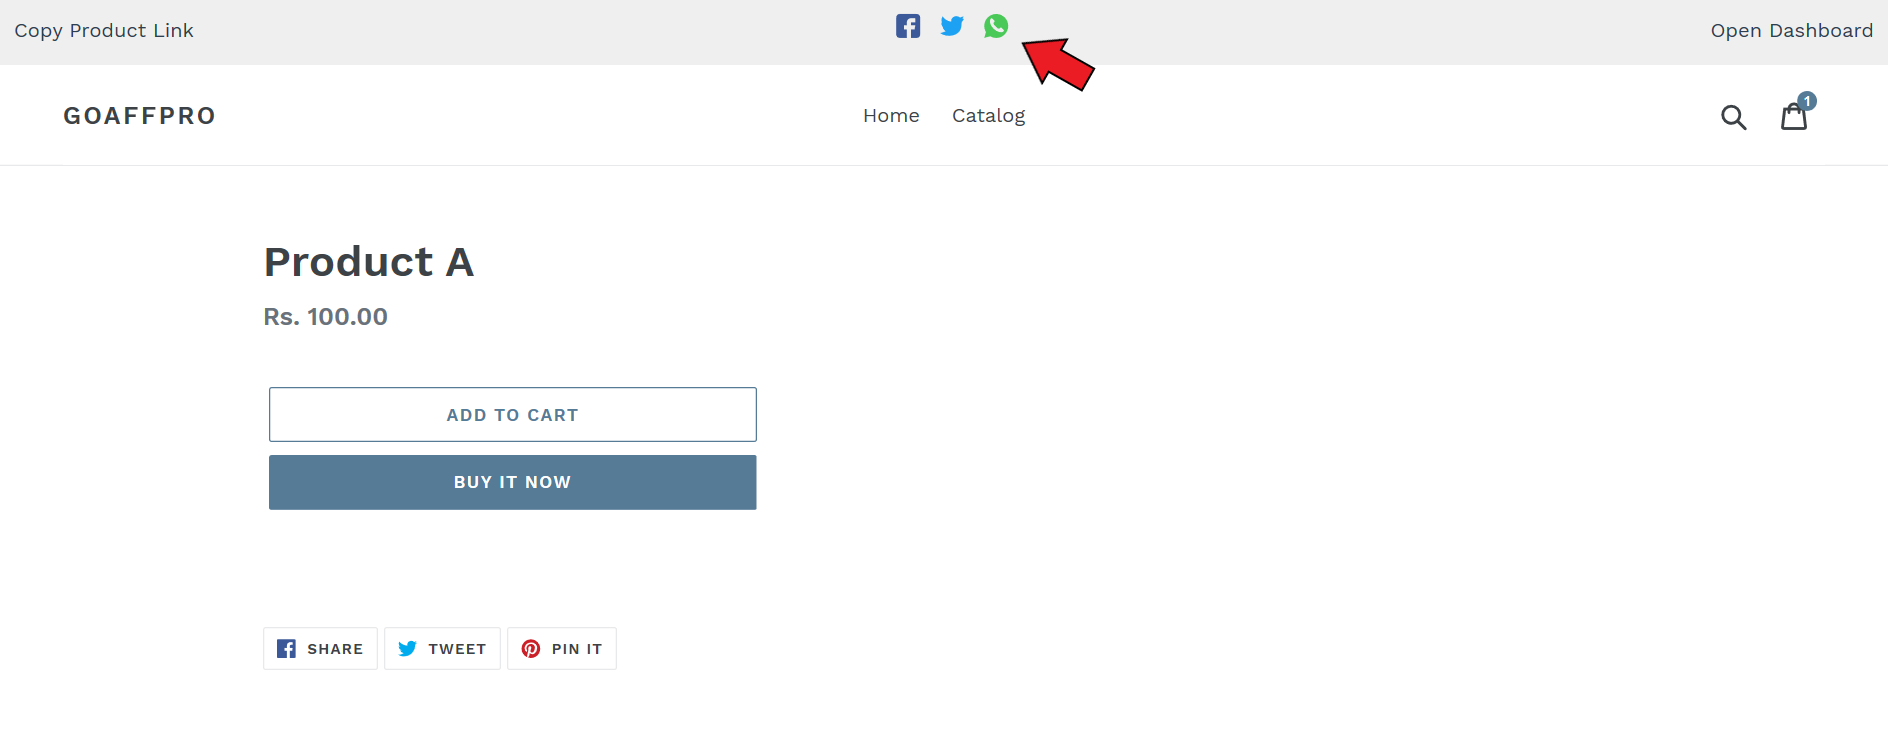 Copy Product Link
Open Dashboard
GOAFFPRO
Home Catalog
1
Product A
Rs. 100.00
ADD TO CART
BUY IT NOW
SHARE TWEET PIN IT